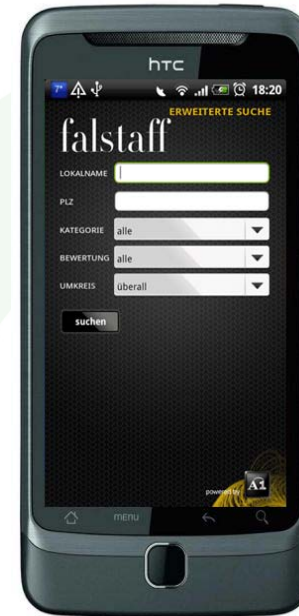 hTC
7° 18:20
ERWEITERTE SUCHE
falstaff
LOKALNAME
PLZ
KATEGORIE alle
BEWERTUNG alle
UMKREIS überall
suchen
powered by A1
menu